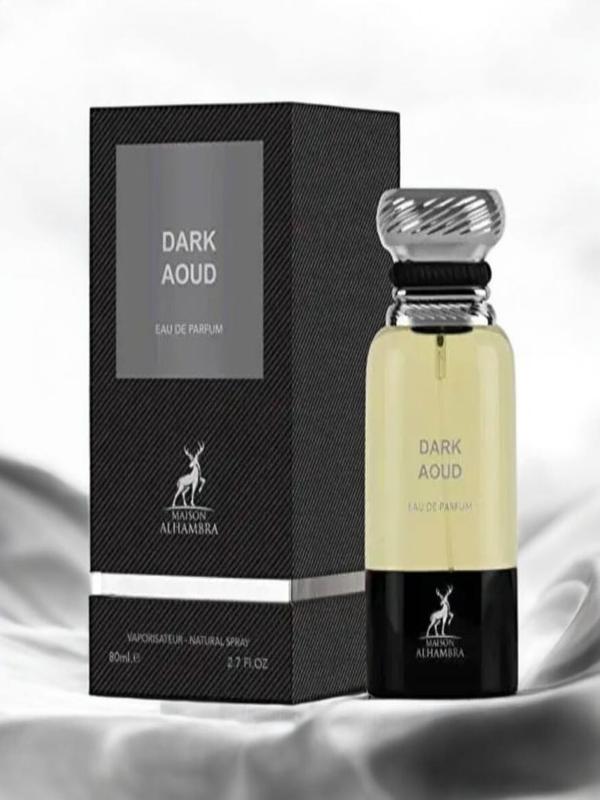 DARK
AOUD
EAU DE PARFUM
MAISON
ALHAMBRA
VAPORISATEUR - NATURAL SPRAY
80mL ℮
2.7 Fl.OZ
DARK
AOUD
EAU DE PARFUM
MAISON
ALHAMBRA